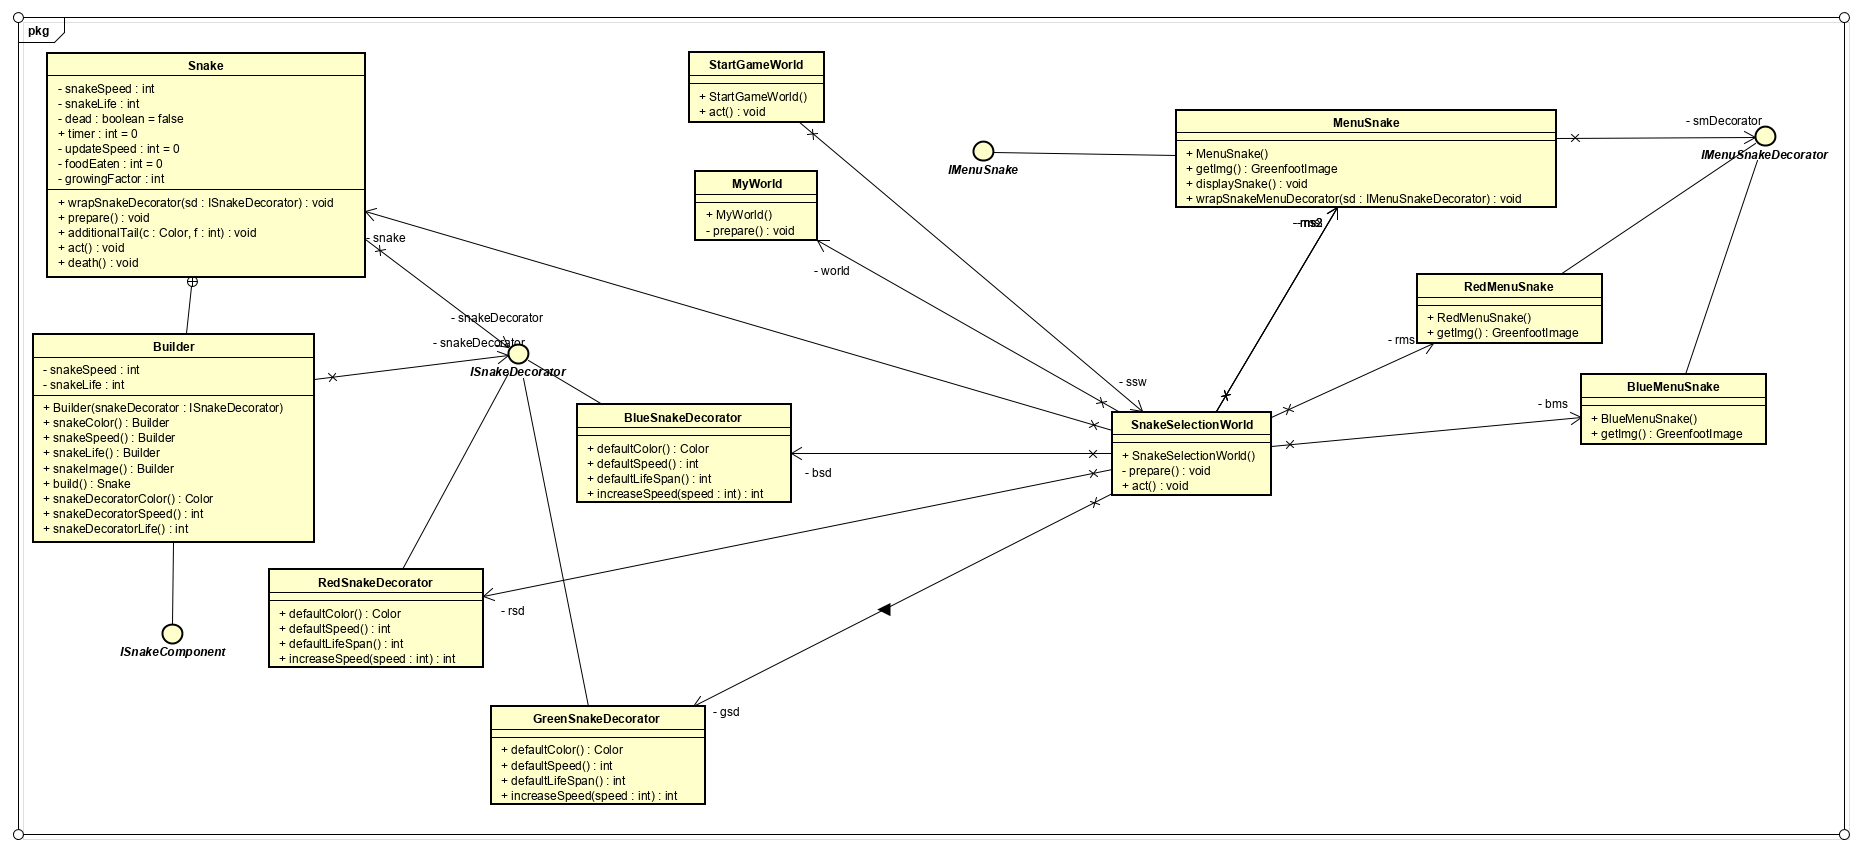 pkg
Snake
- snakeSpeed : int
- snakeLife : int
- dead : boolean = false
+ timer : int = 0
- updateSpeed : int = 0
- foodEaten : int = 0
- growingFactor : int
+ wrapSnakeDecorator(sd : ISnakeDecorator) : void
+ prepare() : void
+ additionalTail(c : Color, f : int) : void
+ act() : void
+ death() : void
- snake
StartGameWorld
+ StartGameWorld()
+ act() : void
MyWorld
+ MyWorld()
- prepare() : void
- world
IMenuSnake
MenuSnake
+ MenuSnake()
+ getImg() : GreenfootImage
+ displaySnake() : void
+ wrapSnakeMenuDecorator(sd : IMenuSnakeDecorator) : void
- smDecorator
IMenuSnakeDecorator
RedMenuSnake
+ RedMenuSnake()
+ getImg() : GreenfootImage
- rms
BlueMenuSnake
+ BlueMenuSnake()
+ getImg() : GreenfootImage
- bms
- ssw
Builder
- snakeSpeed : int
- snakeLife : int
+ Builder(snakeDecorator : ISnakeDecorator)
+ snakeColor() : Builder
+ snakeSpeed() : Builder
+ snakeLife() : Builder
+ snakeImage() : Builder
+ build() : Snake
+ snakeDecoratorColor() : Color
+ snakeDecoratorSpeed() : int
+ snakeDecoratorLife() : int
- snakeDecorator
- snakeDecorator
ISnakeDecorator
BlueSnakeDecorator
+ defaultColor() : Color
+ defaultSpeed() : int
+ defaultLifeSpan() : int
+ increaseSpeed(speed : int) : int
- bsd
SnakeSelectionWorld
+ SnakeSelectionWorld()
- prepare() : void
+ act() : void
RedSnakeDecorator
+ defaultColor() : Color
+ defaultSpeed() : int
+ defaultLifeSpan() : int
+ increaseSpeed(speed : int) : int
- rsd
ISnakeComponent
GreenSnakeDecorator
+ defaultColor() : Color
+ defaultSpeed() : int
+ defaultLifeSpan() : int
+ increaseSpeed(speed : int) : int
- gsd